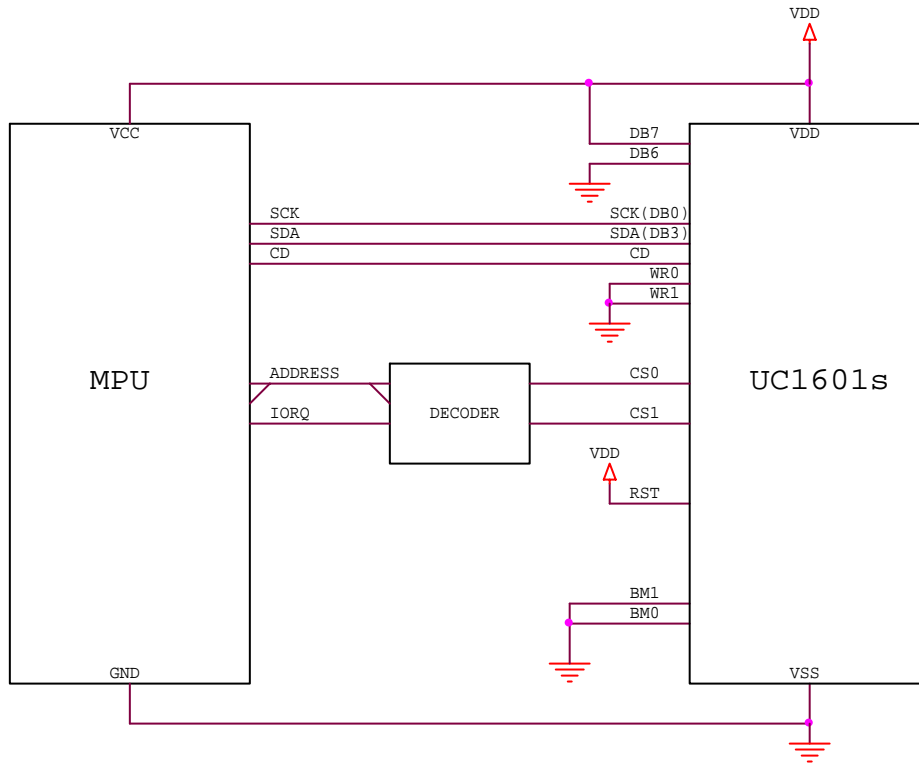 VDD
VCC
VDD
DB7
DB6
SCK
SCK(DB0)
SDA
SDA(DB3)
CD
CD
WR0
WR1
MPU
ADDRESS
CS0
UC1601s
IORQ
DECODER
CS1
VDD
RST
BM1
BM0
GND
VSS